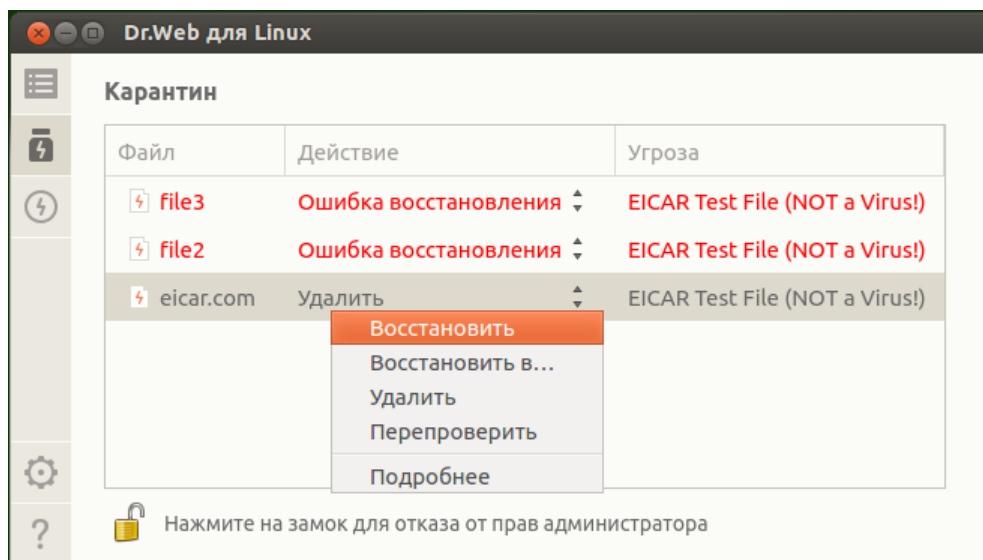 Dr.Web для Linux
Карантин
Файл Действие Угроза
file3 Ошибка восстановления EICAR Test File (NOT a Virus!)
file2 Ошибка восстановления EICAR Test File (NOT a Virus!)
eicar.com Удалить EICAR Test File (NOT a Virus!)
Восстановить
Восстановить в...
Удалить
Перепроверить
Подробнее
? Нажмите на замок для отказа от прав администратора